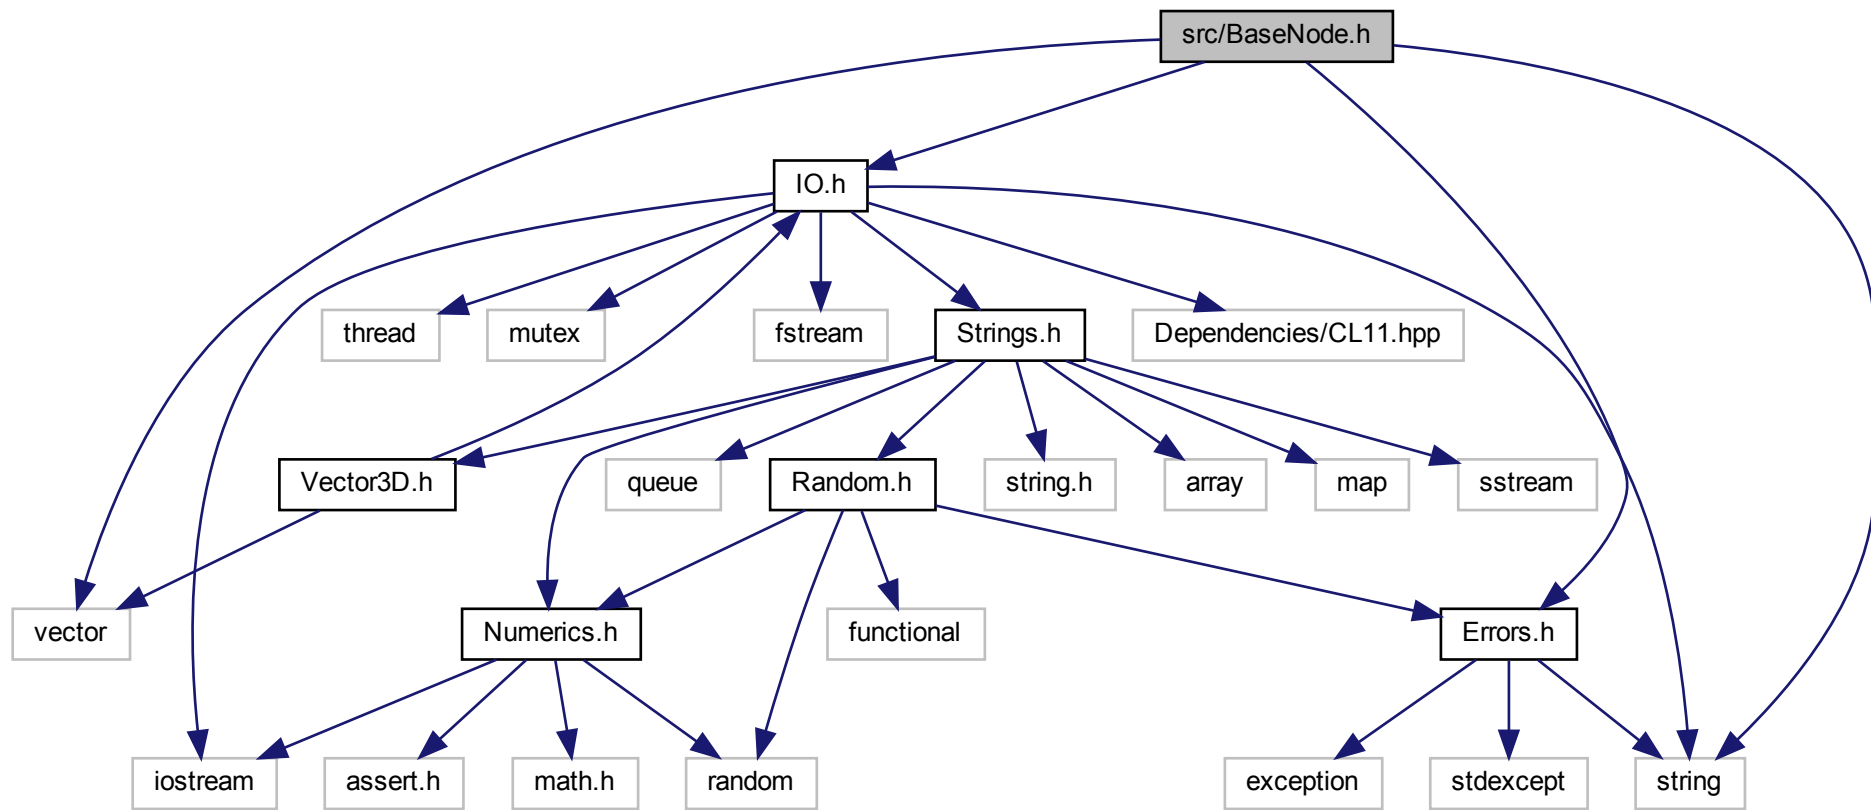 src/BaseNode.h
IO.h
thread
mutex
fstream
Strings.h
Dependencies/CL11.hpp
Vector3D.h
queue
Random.h
string.h
array
map
sstream
vector
Numerics.h
functional
Errors.h
iostream
assert.h
math.h
random
exception
stdexcept
string